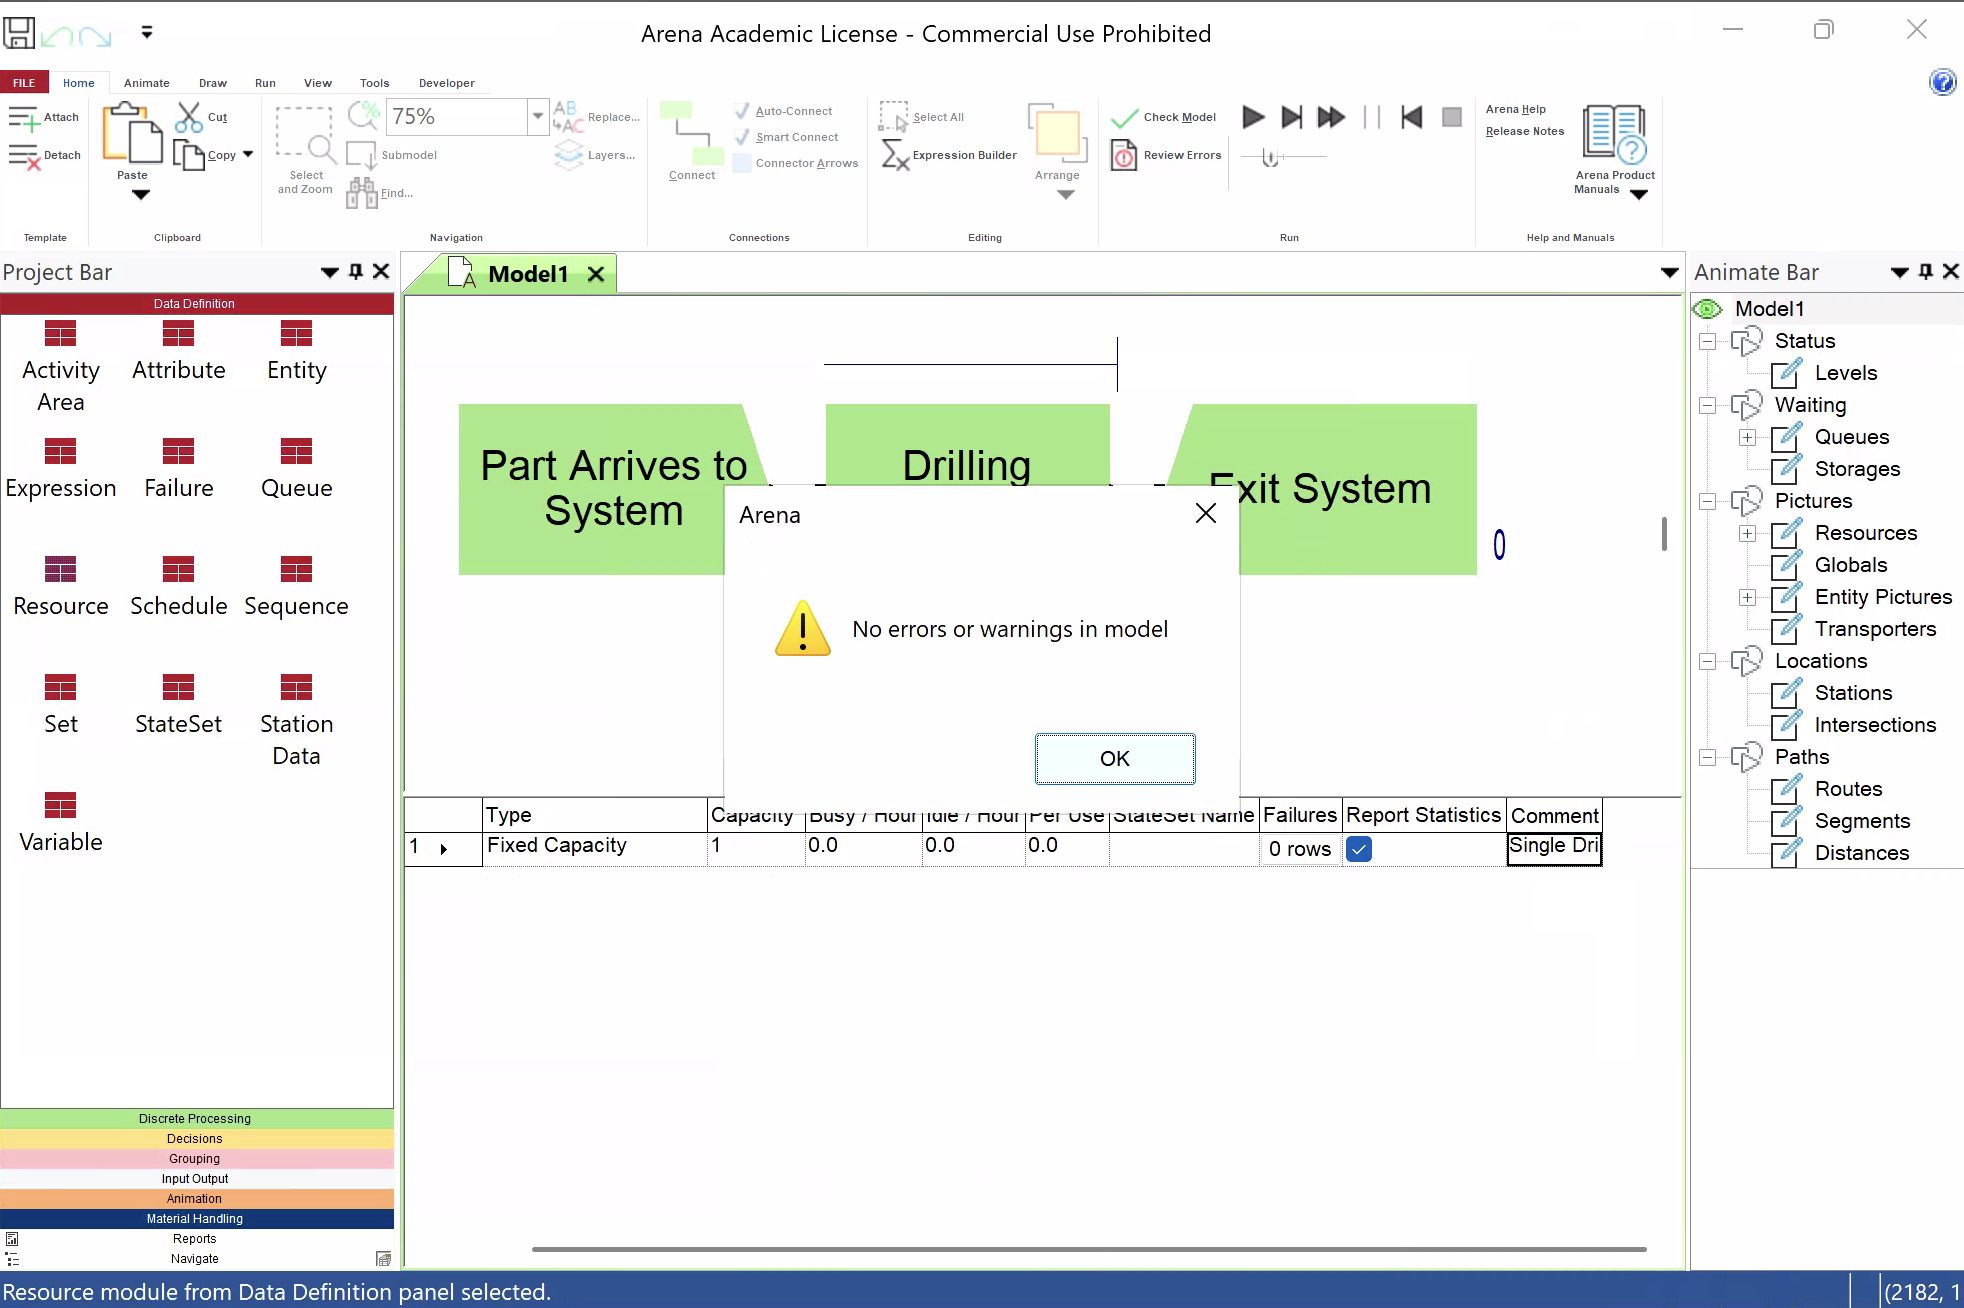 Arena Academic License - Commercial Use Prohibited
FILE Home Animate Draw Run View Tools Developer
Attach
Detach
Template
Paste
Cut
Copy
Clipboard
Select and Zoom
75%
Submodel
Find...
Replace...
Layers...
Navigation
Connect
Auto-Connect
Smart Connect
Connector Arrows
Connections
Select All
Expression Builder
Arrange
Editing
Check Model
Review Errors
Run
Arena Help
Release Notes
Arena Product
Manuals
Help and Manuals
Project Bar
Data Definition
Activity Area
Attribute
Entity
Expression
Failure
Queue
Resource
Schedule
Sequence
Set
StateSet
Station Data
Variable
Discrete Processing
Decisions
Grouping
Input Output
Animation
Material Handling
Reports
Navigate
Model1
Part Arrives to
System
Drilling
Exit System
0
Arena
No errors or warnings in model
OK
Type Capacity Busy / Hour Idle / Hour Per Use StateSet Name Failures Report Statistics Comment
1 Fixed Capacity 1 0.0 0.0 0.0 0 rows Single Dri
Animate Bar
Model1
Status
Levels
Waiting
Queues
Storages
Pictures
Resources
Globals
Entity Pictures
Transporters
Locations
Stations
Intersections
Paths
Routes
Segments
Distances
Resource module from Data Definition panel selected.
(2182, 1